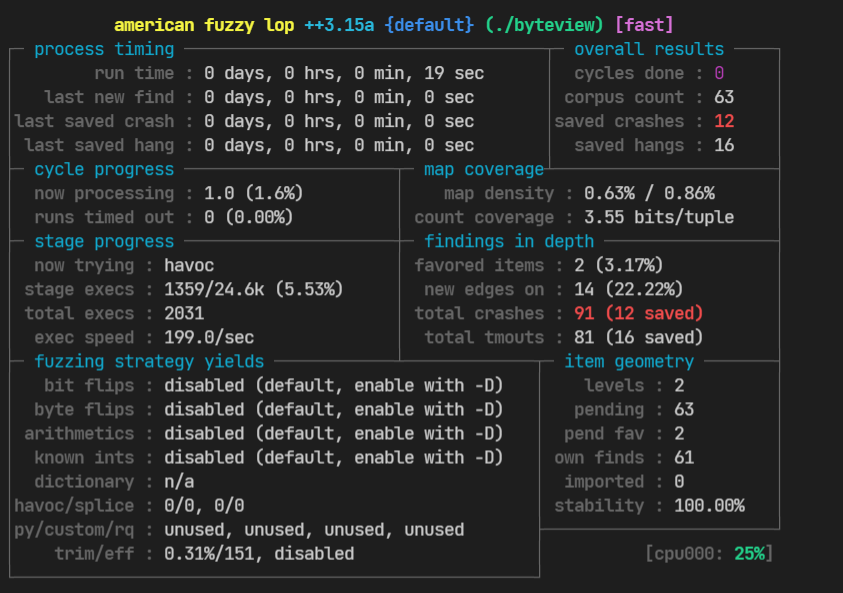 american fuzzy lop ++3.15a {default} (./byteview) [fast]
process timing overall results
run time : 0 days, 0 hrs, 0 min, 19 sec cycles done : 0
last new find : 0 days, 0 hrs, 0 min, 0 sec corpus count : 63
last saved crash : 0 days, 0 hrs, 0 min, 0 sec saved crashes : 12
last saved hang : 0 days, 0 hrs, 0 min, 0 sec saved hangs : 16
cycle progress map coverage
now processing : 1.0 (1.6%) map density : 0.63% / 0.86%
runs timed out : 0 (0.00%) count coverage : 3.55 bits/tuple
stage progress findings in depth
now trying : havoc favored items : 2 (3.17%)
stage execs : 1359/24.6k (5.53%) new edges on : 14 (22.22%)
total execs : 2031 total crashes : 91 (12 saved)
exec speed : 199.0/sec total tmouts : 81 (16 saved)
fuzzing strategy yields item geometry
bit flips : disabled (default, enable with -D) levels : 2
byte flips : disabled (default, enable with -D) pending : 63
arithmetics : disabled (default, enable with -D) pend fav : 2
known ints : disabled (default, enable with -D) own finds : 61
dictionary : n/a imported : 0
havoc/splice : 0/0, 0/0 stability : 100.00%
py/custom/rq : unused, unused, unused, unused
trim/eff : 0.31%/151, disabled [cpu000: 25%]